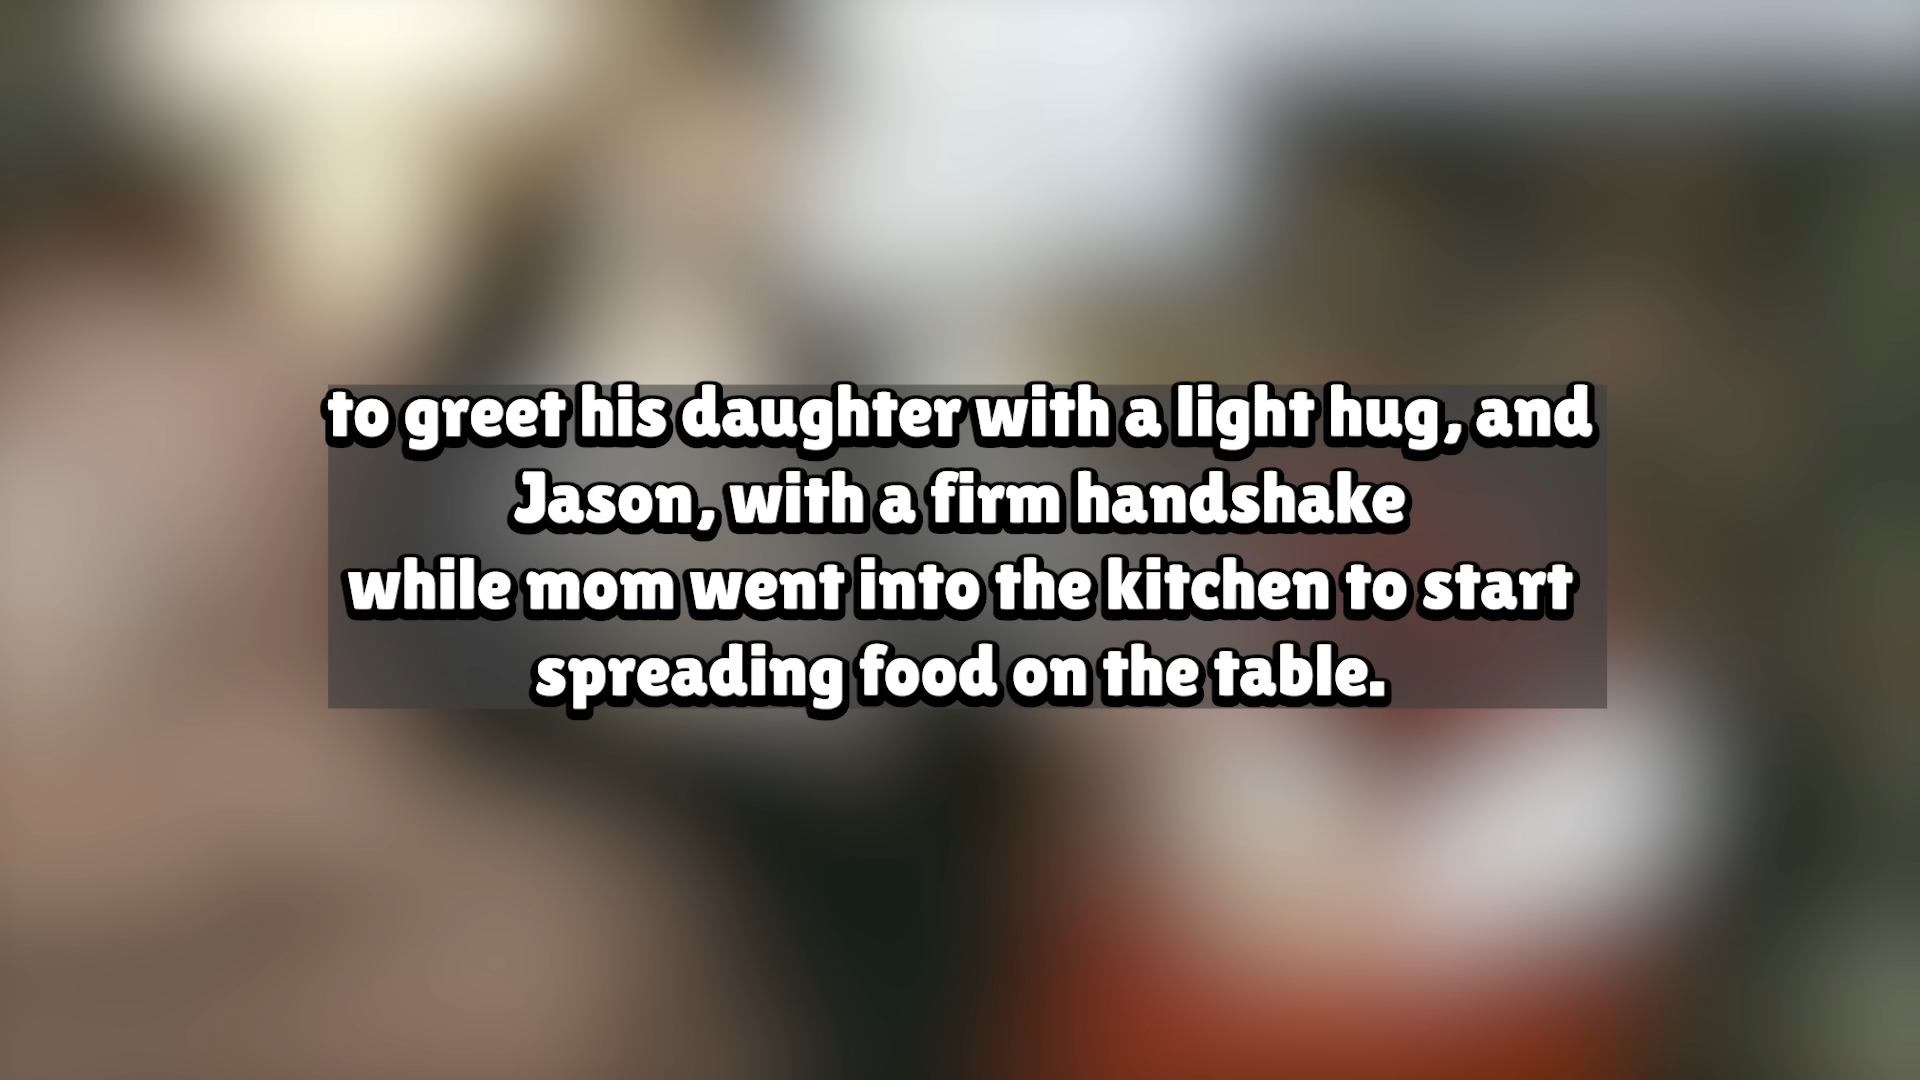 to greet his daughter with a light hug, and
Jason, with a firm handshake
while mom went into the kitchen to start
spreading food on the table.